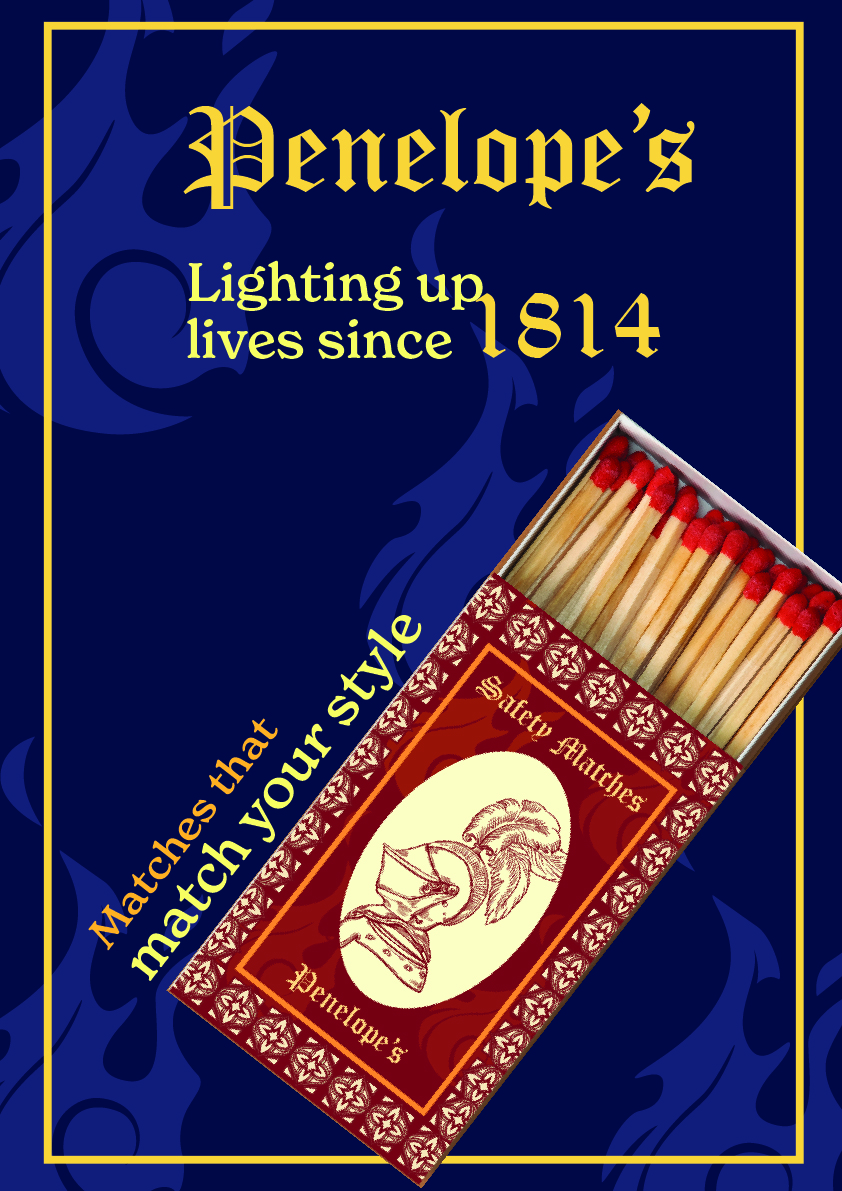 Penelope's
Lighting up
lives since 1814
Matches that
match your style
Safety Matches
Penelope's